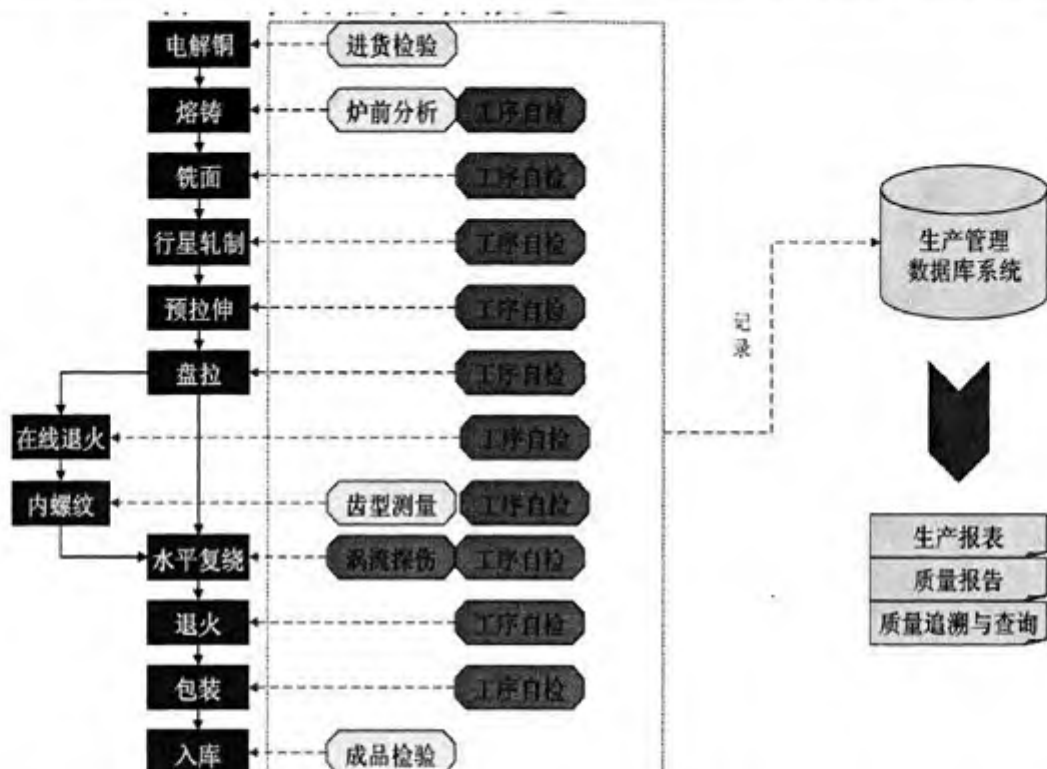 电解铜
进货检验
熔铸
炉前分析
工序自检
铣面
工序自检
行星轧制
工序自检
预拉伸
工序自检
盘拉
工序自检
在线退火
工序自检
内螺纹
齿型测量
工序自检
水平复绕
涡流探伤
工序自检
退火
工序自检
包装
工序自检
入库
成品检验
记录
生产管理
数据库系统
生产报表
质量报告
质量追溯与查询